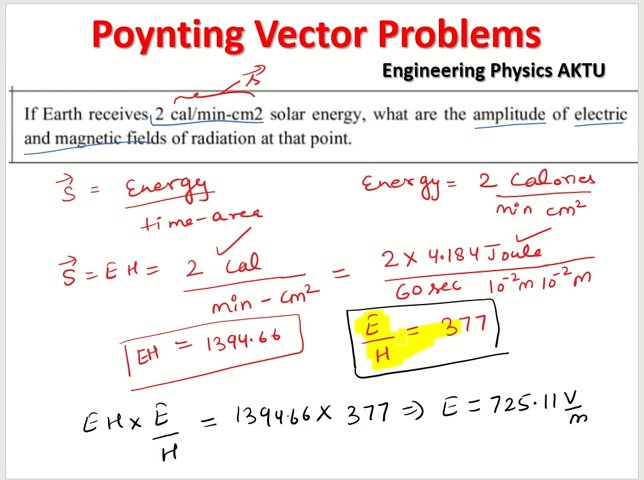 Poynting Vector Problems
Engineering Physics AKTU
S⃗
If Earth receives 2 cal/min-cm2 solar energy, what are the amplitude of electric
and magnetic fields of radiation at that point.
S⃗ = Energy / time-area
Energy = 2 Calories / min cm²
S⃗ = EH = 2 Cal / min - cm² = 2 × 4.184 Joule / 60 sec 10⁻² m 10⁻² m
EH = 1394.66
E / H = 377
EH × E / H = 1394.66 × 377 ⇒ E = 725.11 V/m